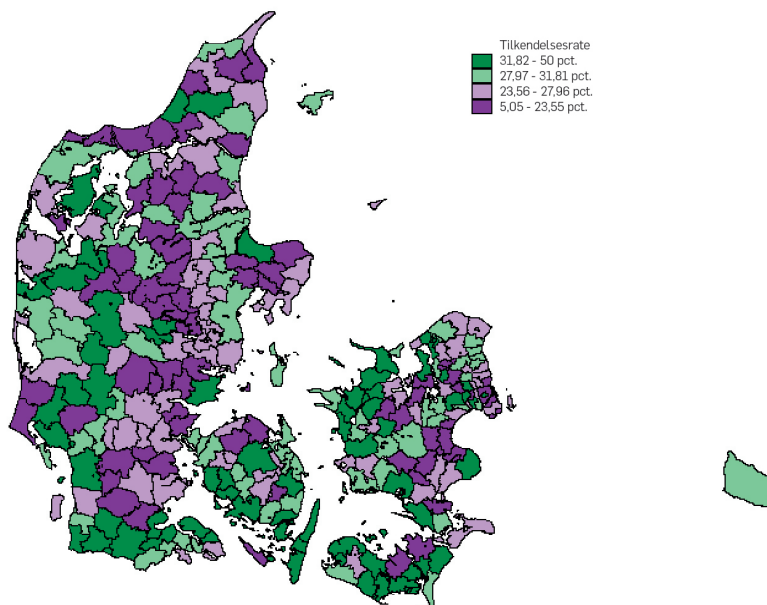 Tilkendelsesrate
31,82 - 50 pct.
27,97 - 31,81 pct.
23,56 - 27,96 pct.
5,05 - 23,55 pct.